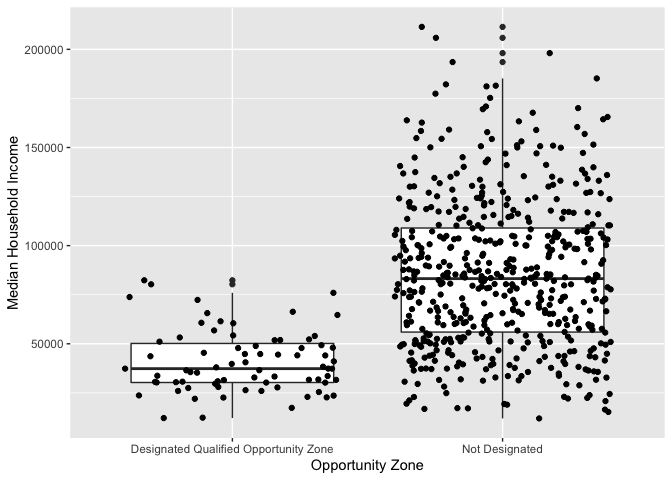 Median Household Income
200000
150000
100000
50000
Designated Qualified Opportunity Zone
Not Designated
Opportunity Zone